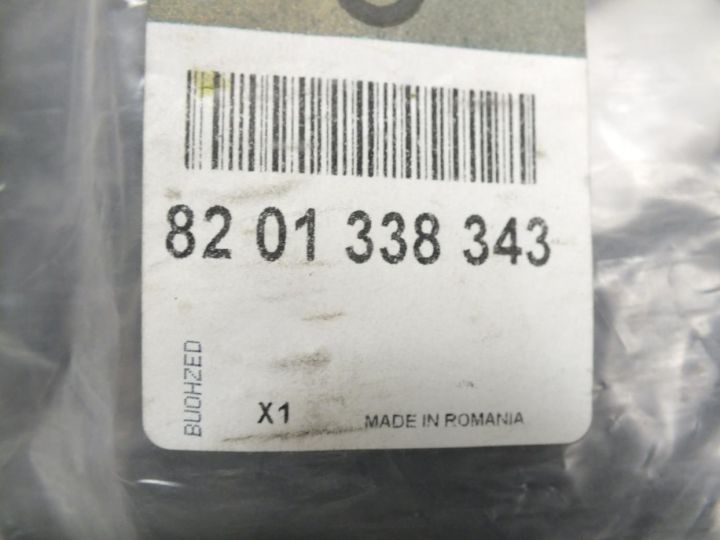 82 01 338 343
BUOHZED
X1
MADE IN ROMANIA